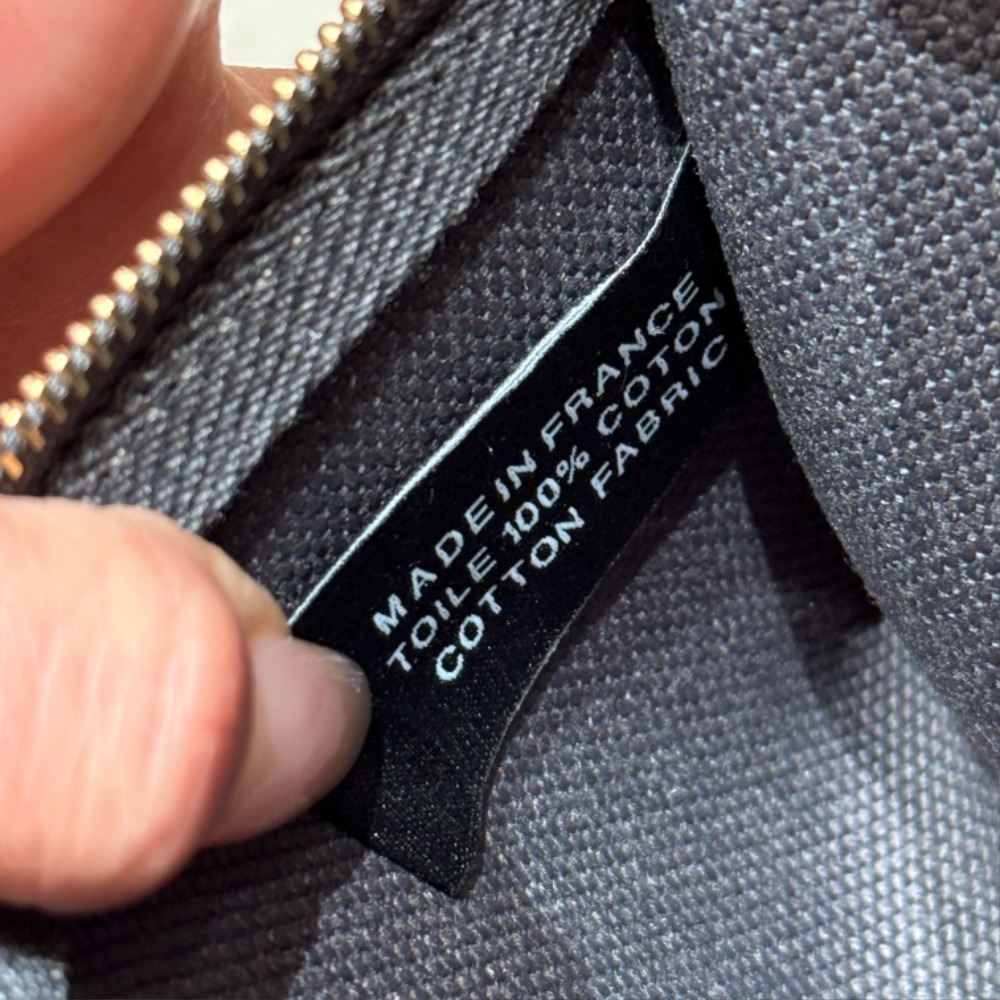 MADE IN FRANCE
TOILE 100% COTON
COTTON FABRIC